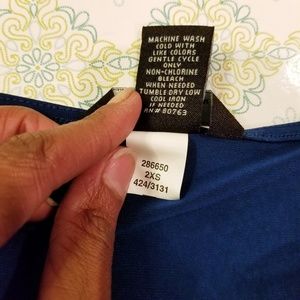 MACHINE WASH
COLD WITH
LIKE COLORS
GENTLE CYCLE
ONLY
NON-CHLORINE
BLEACH
WHEN NEEDED
TUMBLE DRY LOW
COOL IRON
IF NEEDED
RN# 80763
286650
2XS
424/3131